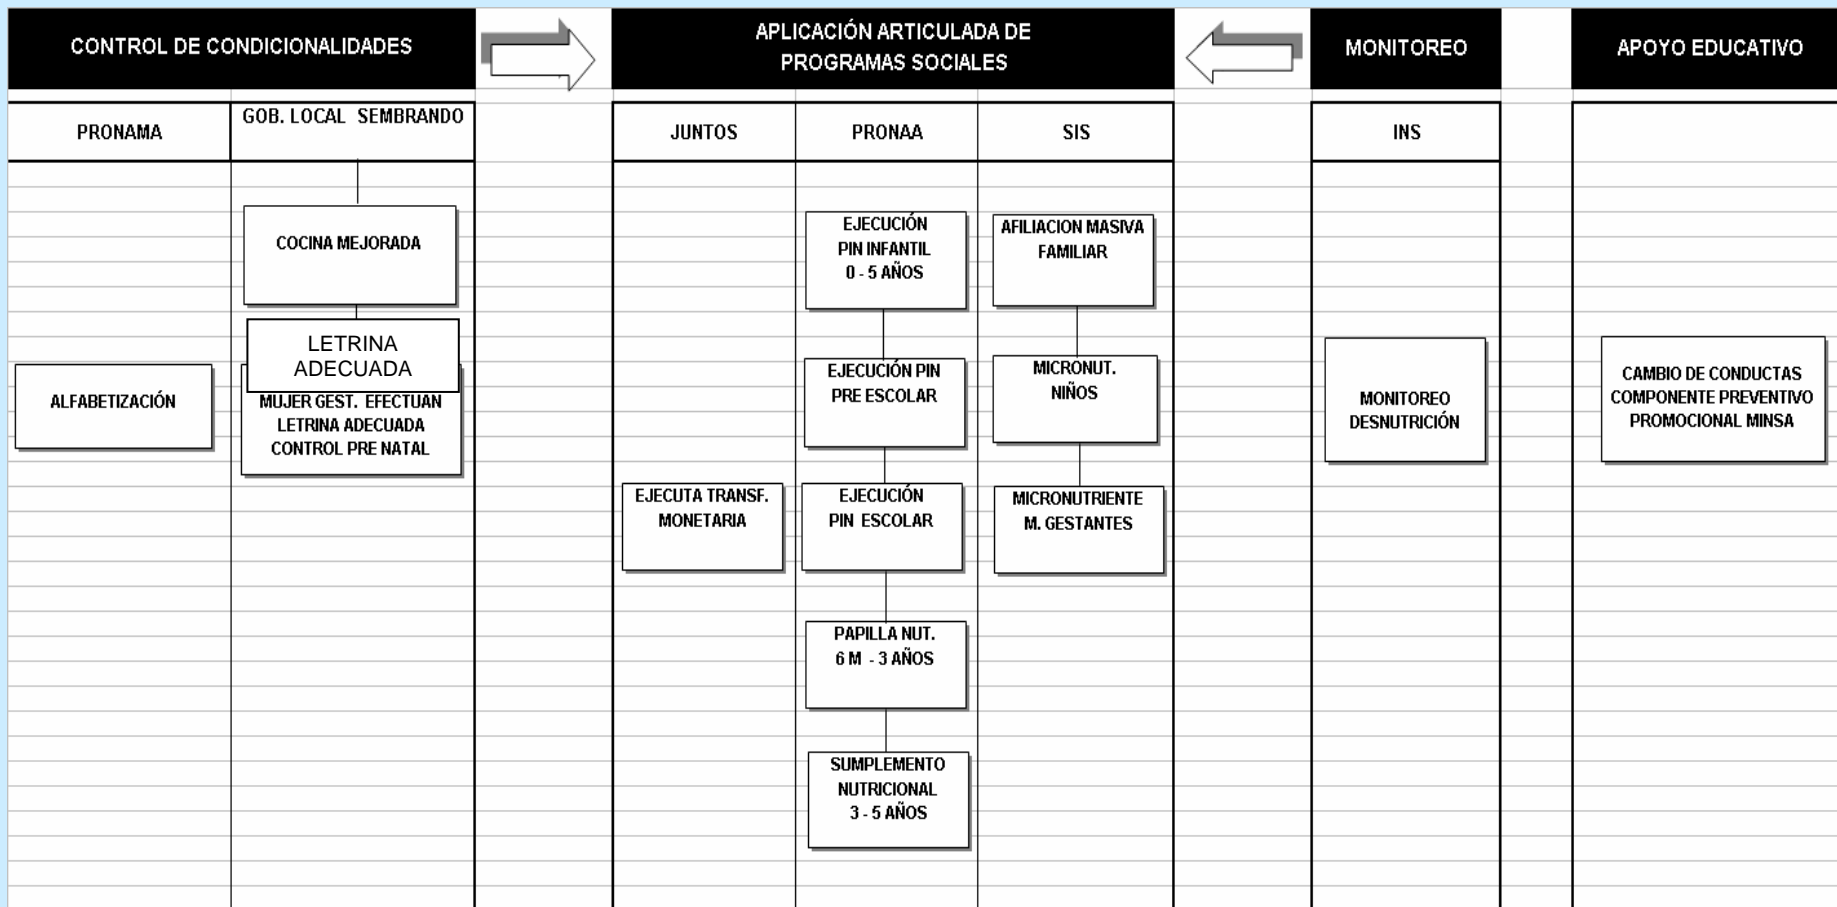 CONTROL DE CONDICIONALIDADES
APLICACIÓN ARTICULADA DE
PROGRAMAS SOCIALES
MONITOREO
APOYO EDUCATIVO
PRONAMA
GOB. LOCAL SEMBRANDO
JUNTOS
PRONAA
SIS
INS
ALFABETIZACIÓN
COCINA MEJORADA
LETRINA
ADECUADA
MUJER GEST. EFECTUAN
LETRINA ADECUADA
CONTROL PRE NATAL
EJECUTA TRANSF.
MONETARIA
EJECUCIÓN
PIN INFANTIL
0 - 5 AÑOS
EJECUCIÓN PIN
PRE ESCOLAR
EJECUCIÓN
PIN ESCOLAR
PAPILLA NUT.
6 M - 3 AÑOS
SUMPLEMENTO
NUTRICIONAL
3 - 5 AÑOS
AFILIACION MASIVA
FAMILIAR
MICRONUT.
NIÑOS
MICRONUTRIENTE
M. GESTANTES
MONITOREO
DESNUTRICIÓN
CAMBIO DE CONDUCTAS
COMPONENTE PREVENTIVO
PROMOCIONAL MINSA